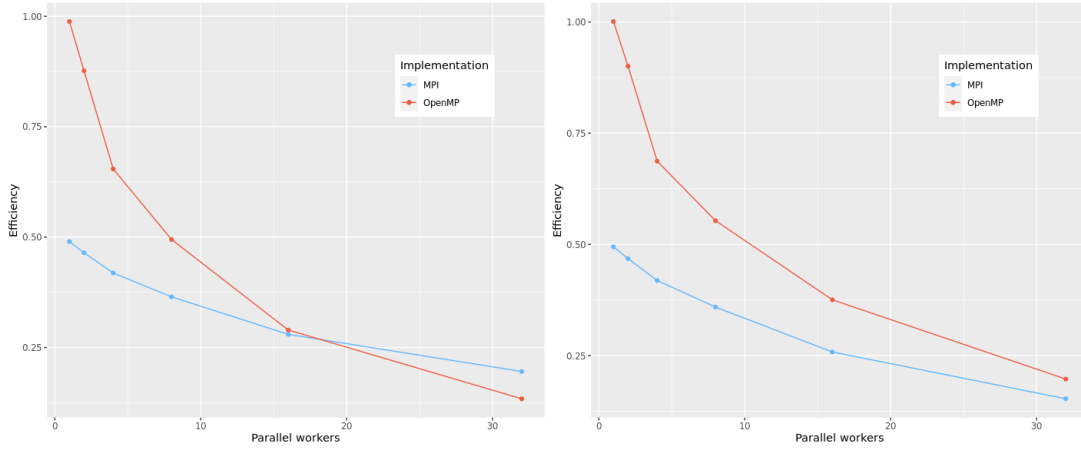 1.00
0.75
0.50
0.25
Efficiency
0
10
20
30
Parallel workers
Implementation
MPI
OpenMP
1.00
0.75
0.50
0.25
Efficiency
0
10
20
30
Parallel workers
Implementation
MPI
OpenMP